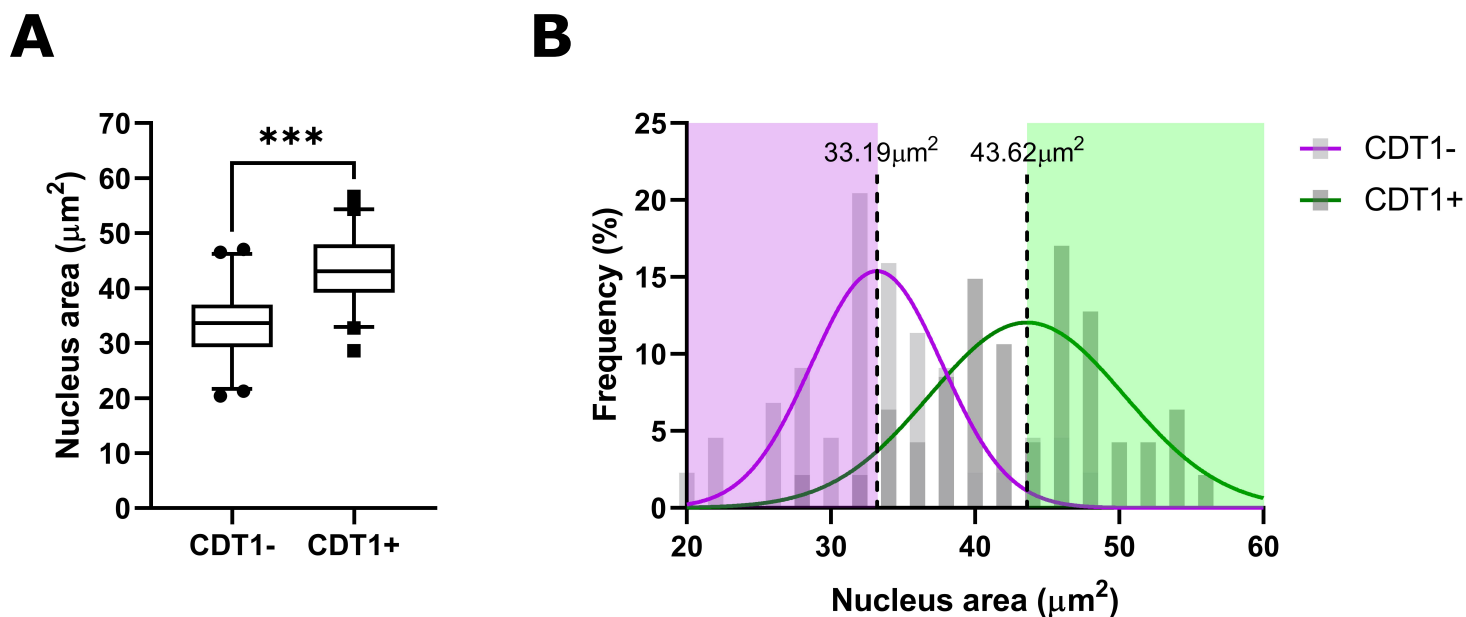 A
B
***
Nucleus area (μm²)
70
60
50
40
30
20
10
0
CDT1-
CDT1+
Frequency (%)
25
20
15
10
5
0
33.19μm²
43.62μm²
20
30
40
50
60
Nucleus area (μm²)
CDT1-
CDT1+